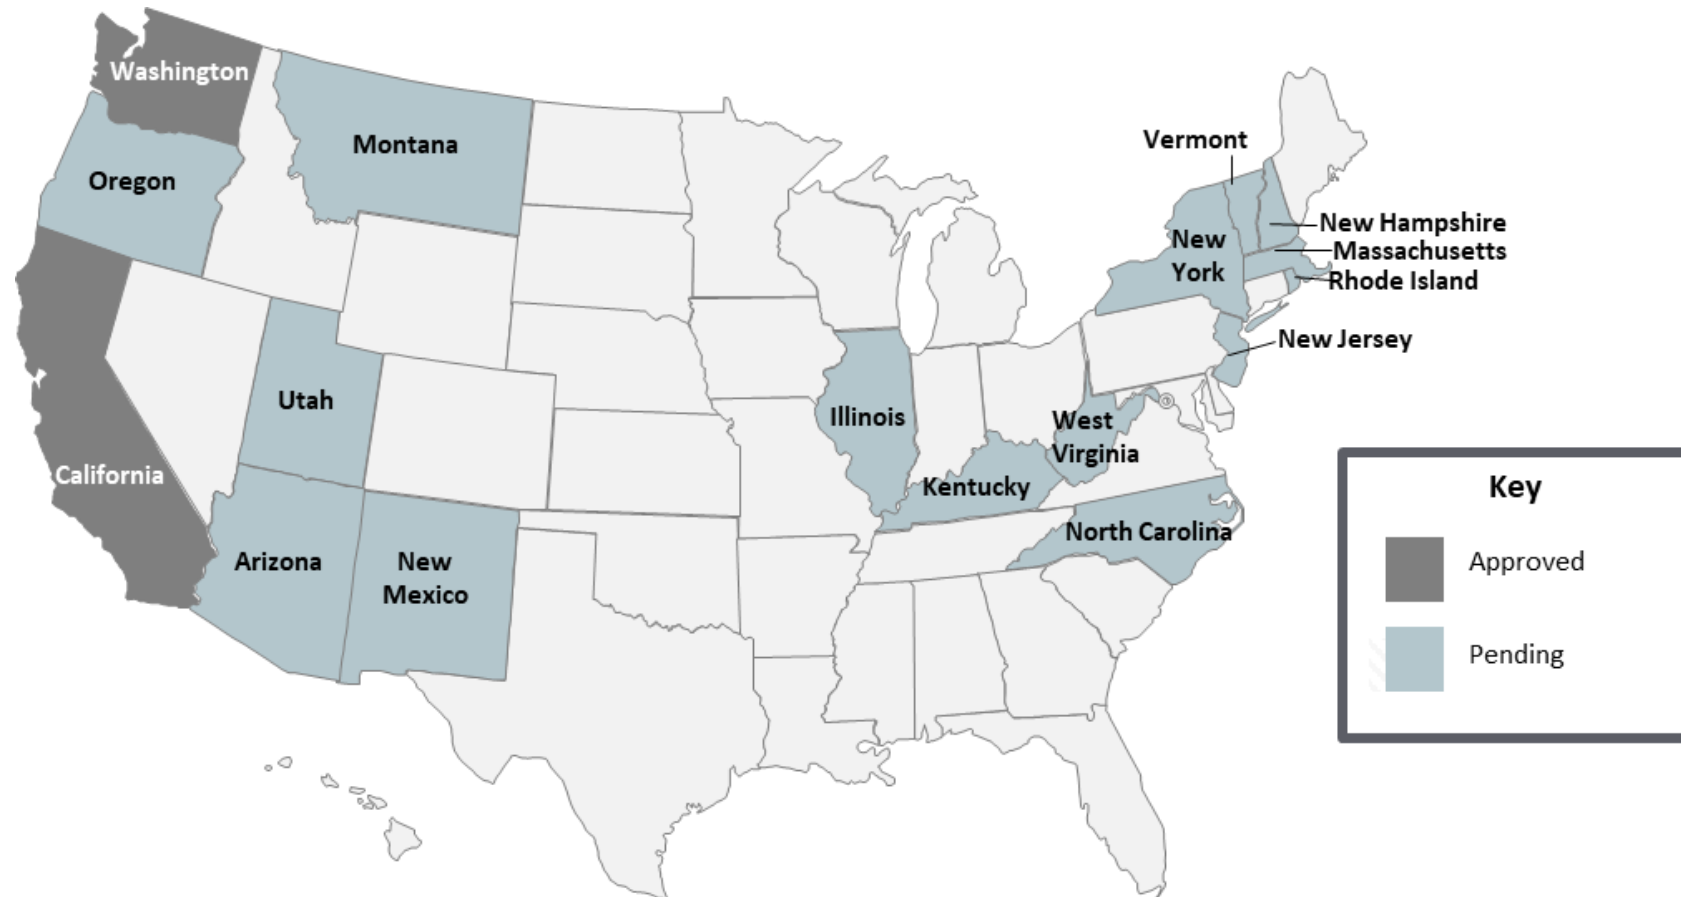 Washington
Montana
Vermont
Oregon
New Hampshire
New
York
Massachusetts
Rhode Island
New Jersey
Utah
Illinois
West
Virginia
California
Kentucky
North Carolina
Arizona
New
Mexico
Key
Approved
Pending